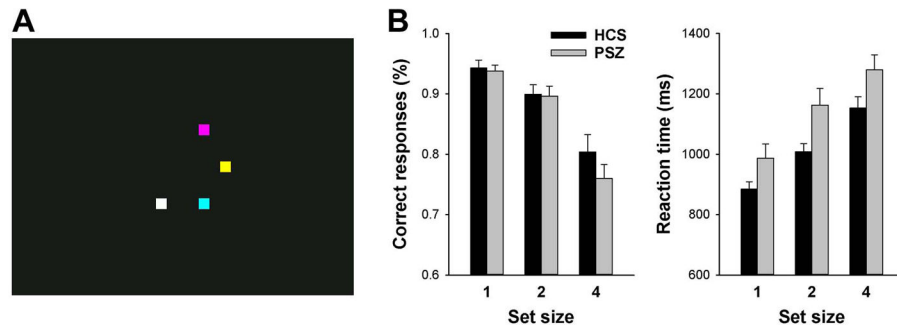 A
B
Correct responses (%)
1.0
0.9
0.8
0.7
0.6
HCS
PSZ
1 2 4
Set size
Reaction time (ms)
1400
1200
1000
800
600
1 2 4
Set size